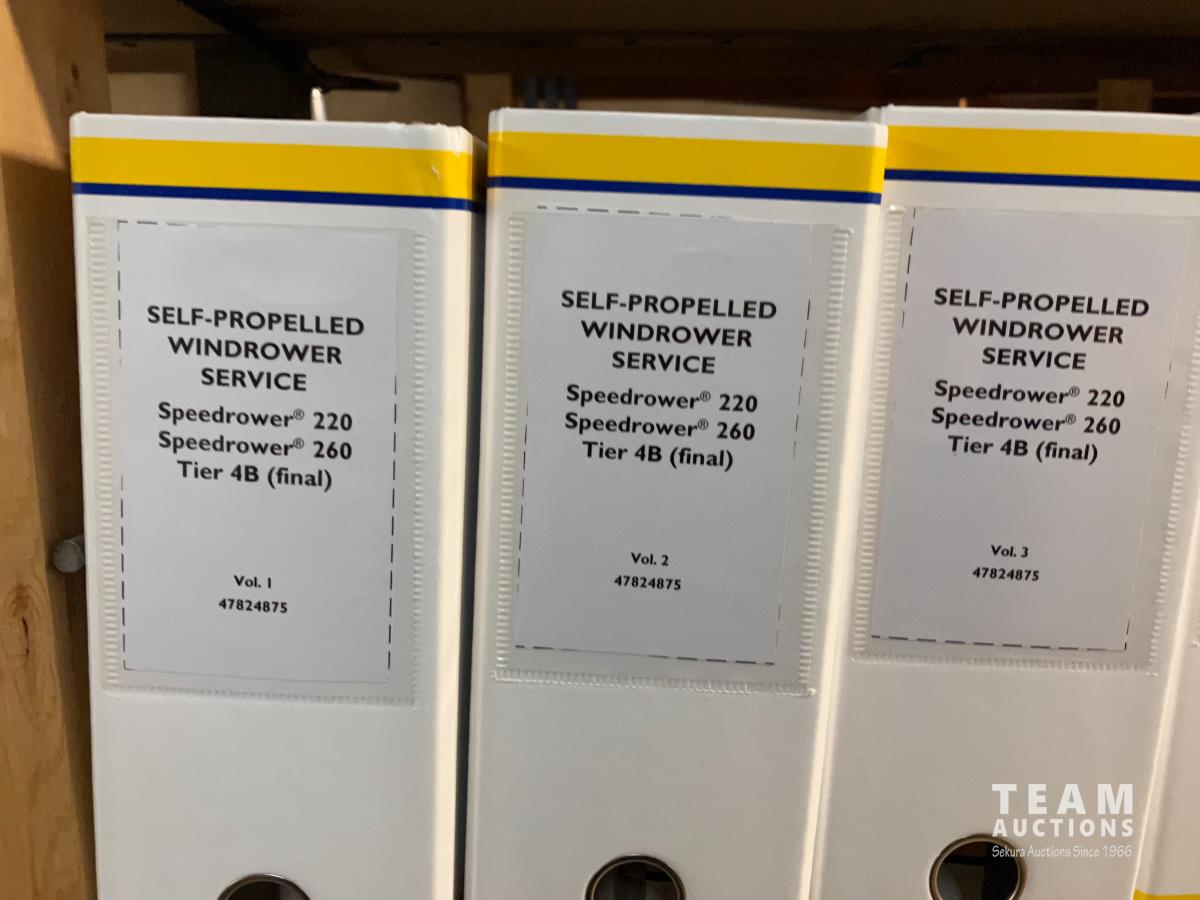 SELF-PROPELLED
WINDROWER
SERVICE
Speedrower® 220
Speedrower® 260
Tier 4B (final)
Vol. 1
47824875
SELF-PROPELLED
WINDROWER
SERVICE
Speedrower® 220
Speedrower® 260
Tier 4B (final)
Vol. 2
47824875
SELF-PROPELLED
WINDROWER
SERVICE
Speedrower® 220
Speedrower® 260
Tier 4B (final)
Vol. 3
47824875
TEAM
AUCTIONS
Sekura Auctions Since 1966